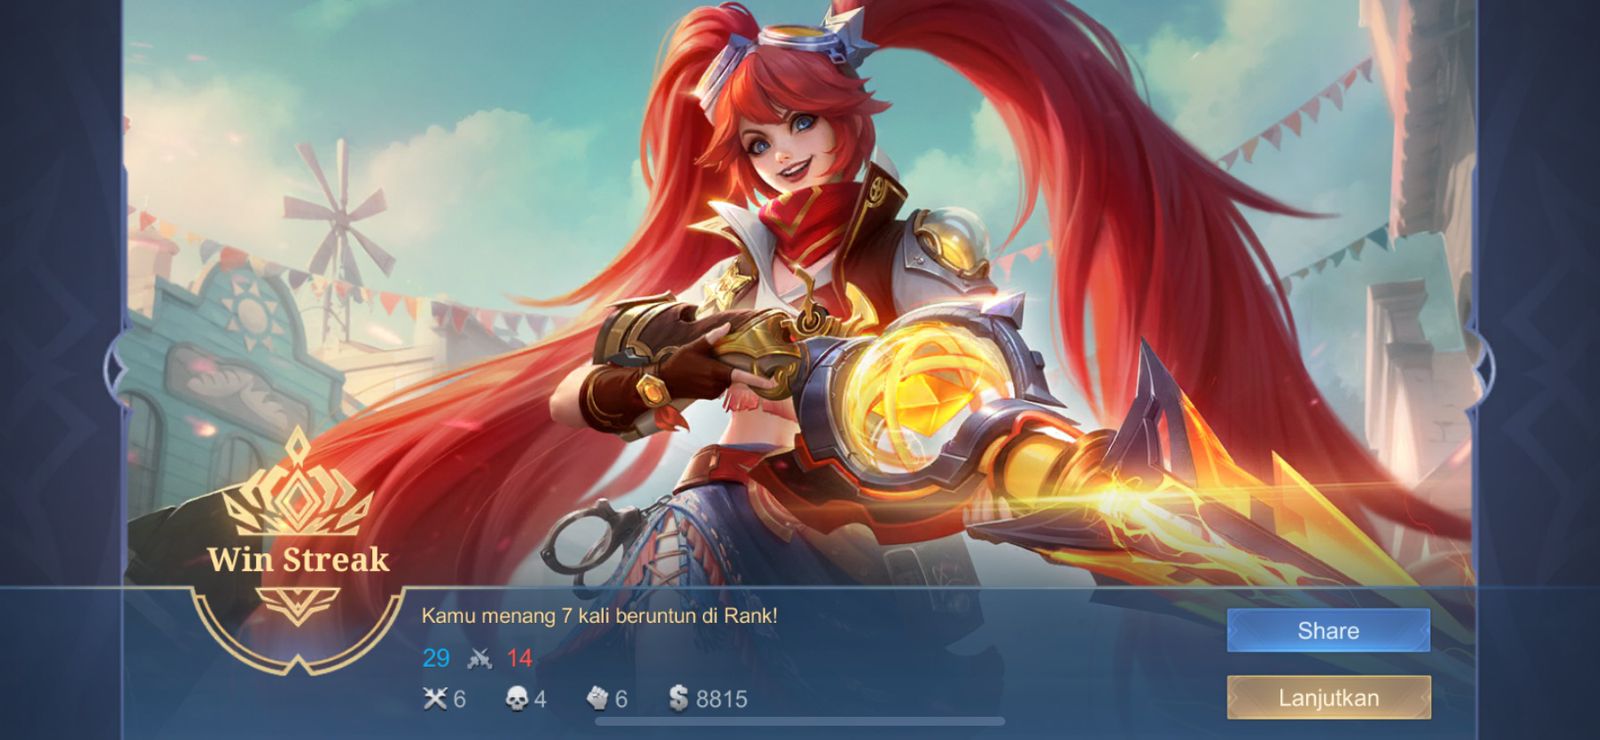 Win Streak
Kamu menang 7 kali beruntun di Rank!
29 14
6 4 6 8815
Share
Lanjutkan